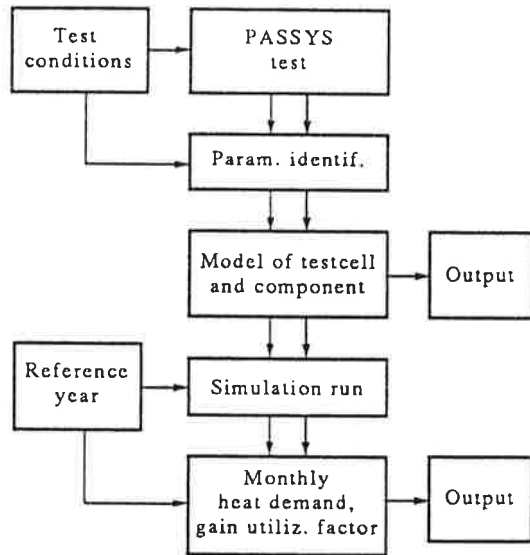 Test
conditions
PASSYS
test
Param. identif.
Model of testcell
and component
Output
Reference
year
Simulation run
Monthly
heat demand,
gain utiliz. factor
Output